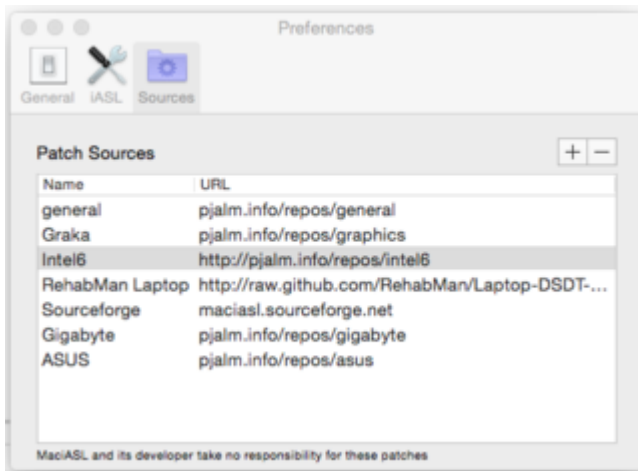 Preferences
General iASL Sources
Patch Sources + −
Name URL
general pjalm.info/repos/general
Graka pjalm.info/repos/graphics
Intel6 http://pjalm.info/repos/intel6
RehabMan Laptop http://raw.github.com/RehabMan/Laptop-DSDT-...
Sourceforge maciasl.sourceforge.net
Gigabyte pjalm.info/repos/gigabyte
ASUS pjalm.info/repos/asus
MaciASL and its developer take no responsibility for these patches